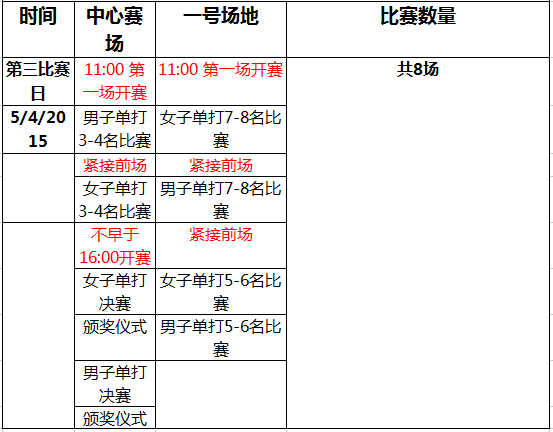 时间
中心赛
场
一号场地
比赛数量
第三比赛
日
11:00 第
一场开赛
11:00 第一场开赛
共8场
5/4/20
15
男子单打
3-4名比赛
女子单打7-8名比
赛
紧接前场
紧接前场
女子单打
3-4名比赛
男子单打7-8名比
赛
不早于
16:00开赛
紧接前场
女子单打
决赛
女子单打5-6名比
赛
颁奖仪式
男子单打5-6名比
赛
男子单打
决赛
颁奖仪式